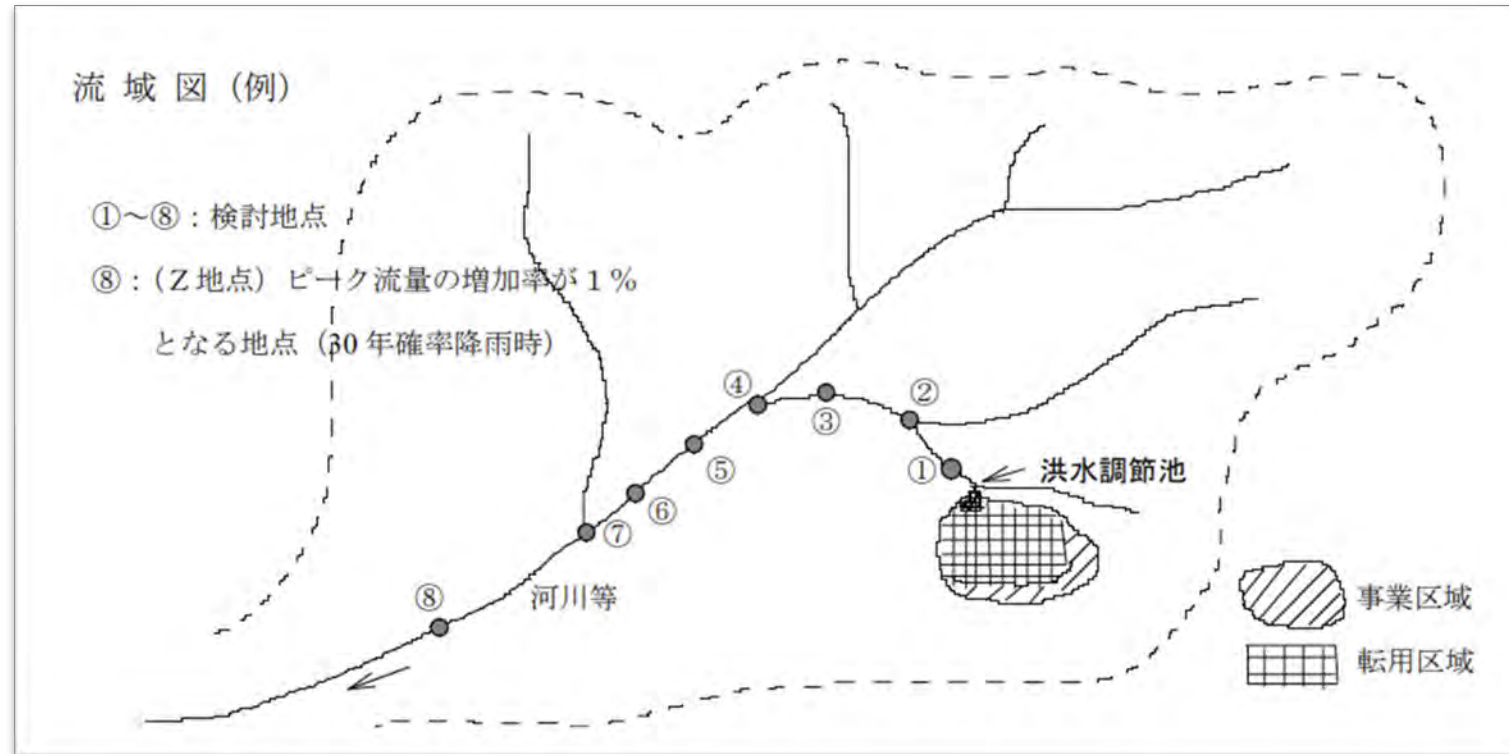 流域図（例）
①～⑧：検討地点
⑧：（Z地点）ピーク流量の増加率が１％
となる地点（30年確率降雨時）
④
③
②
①
洪水調節池
⑤
⑥
⑦
⑧
河川等
事業区域
転用区域